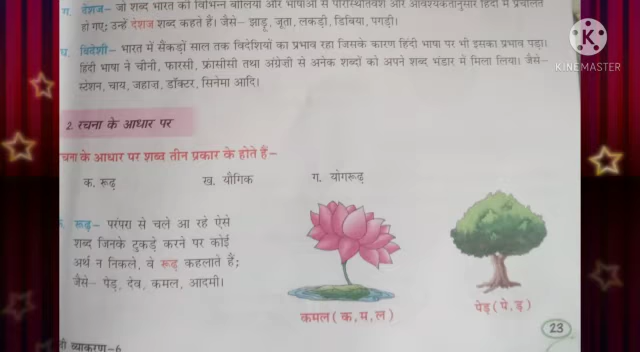 ग. देशज– जो शब्द भारत की विभिन्न बोलियों और भाषाओं से परिस्थितिवश और आवश्यकतानुसार हिंदी में प्रचलित
हो गए; उन्हें देशज शब्द कहते हैं। जैसे– झाड़ू, जूता, लकड़ी, डिबिया, पगड़ी।
घ. विदेशी– भारत में सैंकड़ों साल तक विदेशियों का प्रभाव रहा जिसके कारण हिंदी भाषा पर भी इसका प्रभाव पड़ा।
हिंदी भाषा ने चीनी, फारसी, फ्रांसीसी तथा अंग्रेज़ी से अनेक शब्दों को अपने शब्द भंडार में मिला लिया। जैसे–
स्टेशन, चाय, जहाज़, डॉक्टर, सिनेमा आदि।
K
KINEMASTER
2. रचना के आधार पर
चना के आधार पर शब्द तीन प्रकार के होते हैं–
क. रूढ़ ख. यौगिक ग. योगरूढ़
रूढ़– परंपरा से चले आ रहे ऐसे
शब्द जिनके टुकड़े करने पर कोई
अर्थ न निकले, वे रूढ़ कहलाते हैं;
जैसे– पेड़, देव, कमल, आदमी।
कमल (क, म, ल)
पेड़ (पे, ड़)
23
व्याकरण–6